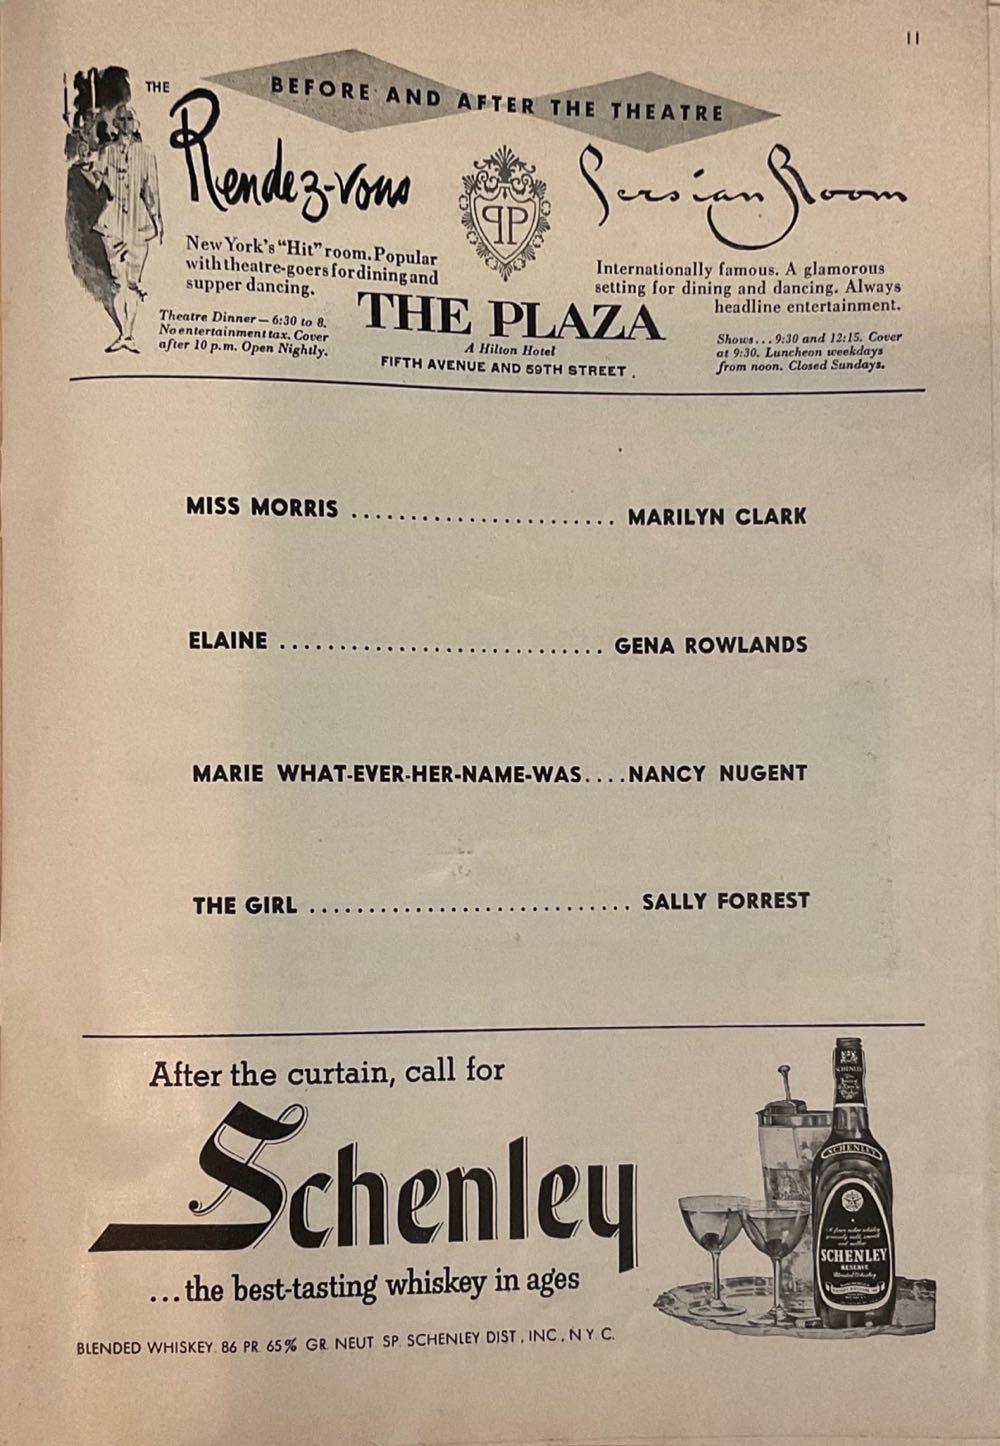 11
BEFORE AND AFTER THE THEATRE
THE
Rendez-vous
New York's "Hit" room. Popular
with theatre-goers for dining and
supper dancing.
Theatre Dinner — 6:30 to 8.
No entertainment tax. Cover
after 10 p.m. Open Nightly.
PP
THE PLAZA
A Hilton Hotel
FIFTH AVENUE AND 59TH STREET.
Persian Room
Internationally famous. A glamorous
setting for dining and dancing. Always
headline entertainment.
Shows... 9:30 and 12:15. Cover
at 9:30. Luncheon weekdays
from noon. Closed Sundays.
MISS MORRIS ...................... MARILYN CLARK
ELAINE ........................... GENA ROWLANDS
MARIE WHAT-EVER-HER-NAME-WAS....NANCY NUGENT
THE GIRL ........................... SALLY FORREST
After the curtain, call for
Schenley
...the best-tasting whiskey in ages
BLENDED WHISKEY. 86 PR. 65% GR. NEUT. SP. SCHENLEY DIST., INC., N.Y.C.
SCHENLEY
SCHENLEY
SCHENLEY
RESERVE
Blended Whiskey